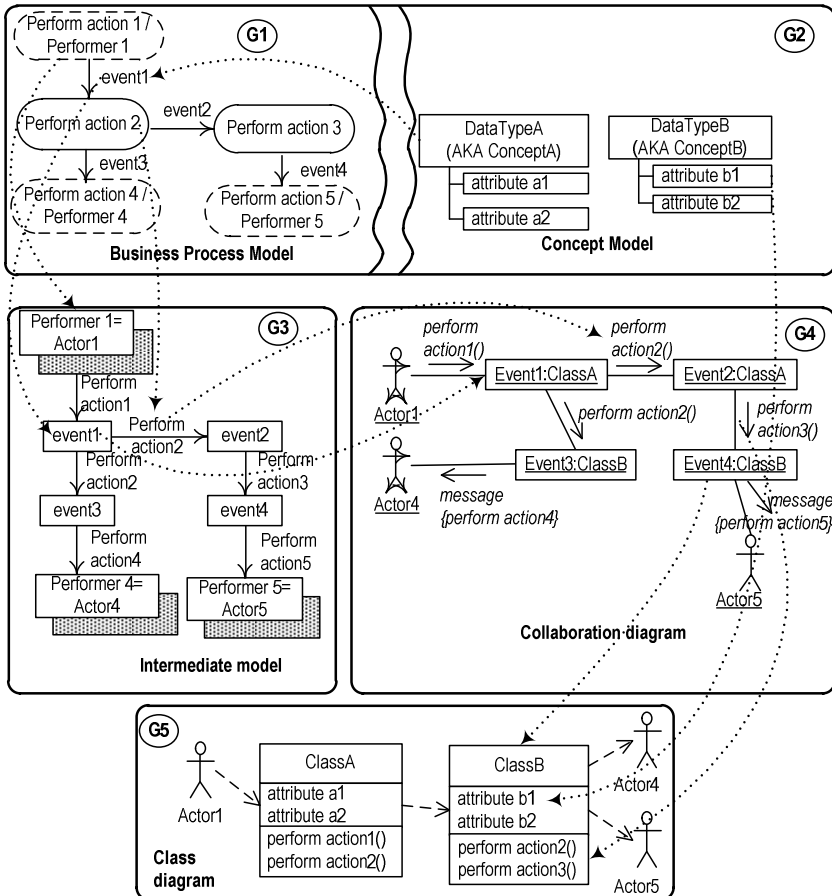 Perform action 1 /
Performer 1
G1
G2
event1
Perform action 2
event2
Perform action 3
event3
event4
Perform action 4 /
Performer 4
Perform action 5 /
Performer 5
Business Process Model
DataTypeA
(AKA ConceptA)
attribute a1
attribute a2
DataTypeB
(AKA ConceptB)
attribute b1
attribute b2
Concept Model
G3
Performer 1=
Actor1
Perform
action1
event1
Perform
action2
event2
Perform
action2
Perform
action3
event3
event4
Perform
action4
Perform
action5
Performer 4=
Actor4
Performer 5=
Actor5
Intermediate model
G4
perform
action1()
perform
action2()
Actor1
Event1:ClassA
Event2:ClassA
perform action2()
perform
action3()
Actor4
Event3:ClassB
Event4:ClassB
message
{perform action4}
message
{perform action5}
Actor5
Collaboration diagram
G5
Actor1
ClassA
attribute a1
attribute a2
perform action1()
perform action2()
ClassB
attribute b1
attribute b2
perform action2()
perform action3()
Actor4
Actor5
Class
diagram